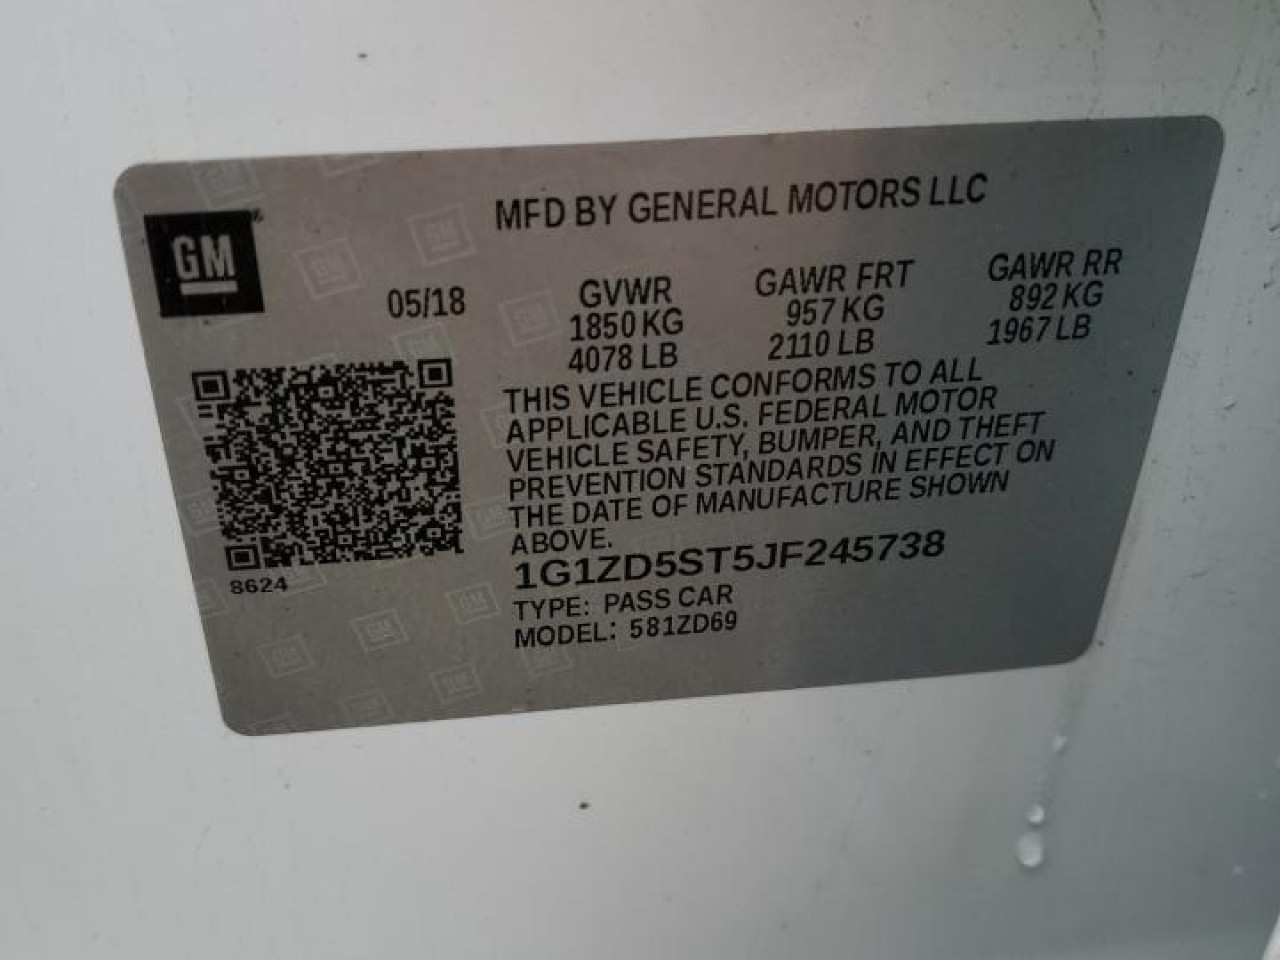 GM
MFD BY GENERAL MOTORS LLC
05/18
GVWR
1850 KG
4078 LB
GAWR FRT
957 KG
2110 LB
GAWR RR
892 KG
1967 LB
THIS VEHICLE CONFORMS TO ALL
APPLICABLE U.S. FEDERAL MOTOR
VEHICLE SAFETY, BUMPER, AND THEFT
PREVENTION STANDARDS IN EFFECT ON
THE DATE OF MANUFACTURE SHOWN
ABOVE.
8624
1G1ZD5ST5JF245738
TYPE: PASS CAR
MODEL: 581ZD69